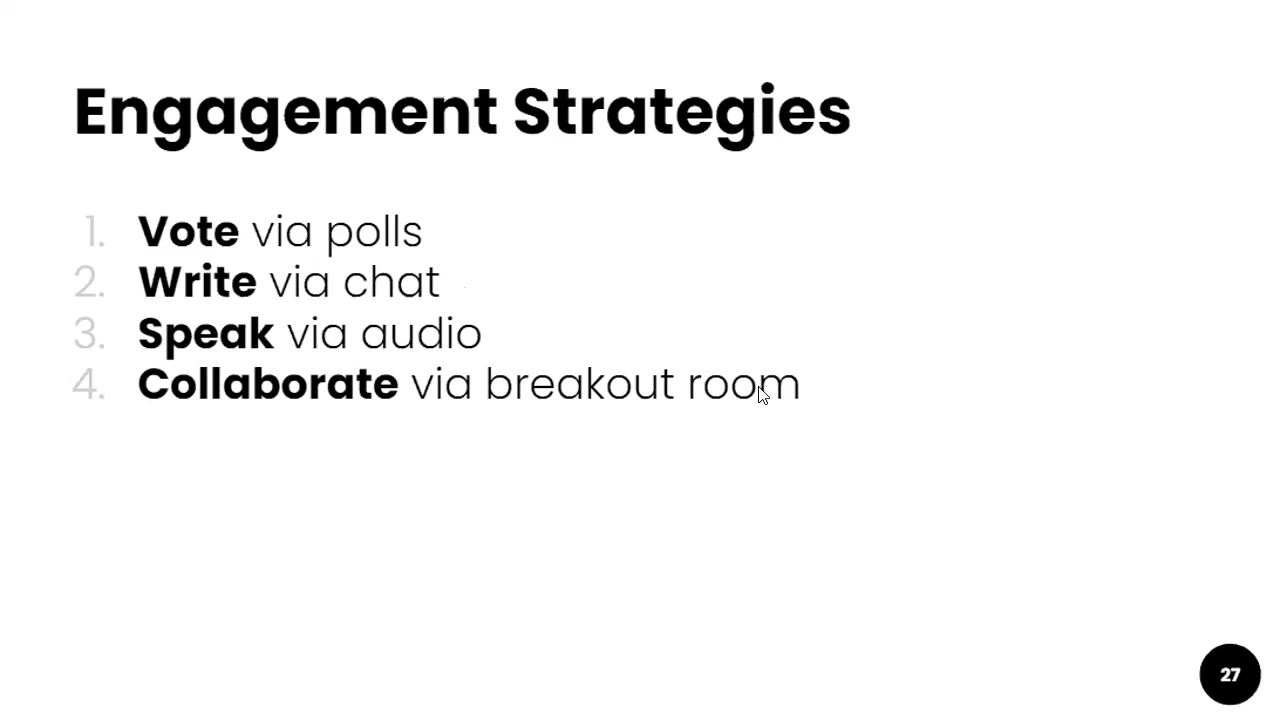 Engagement Strategies
1. Vote via polls
2. Write via chat
3. Speak via audio
4. Collaborate via breakout room
27